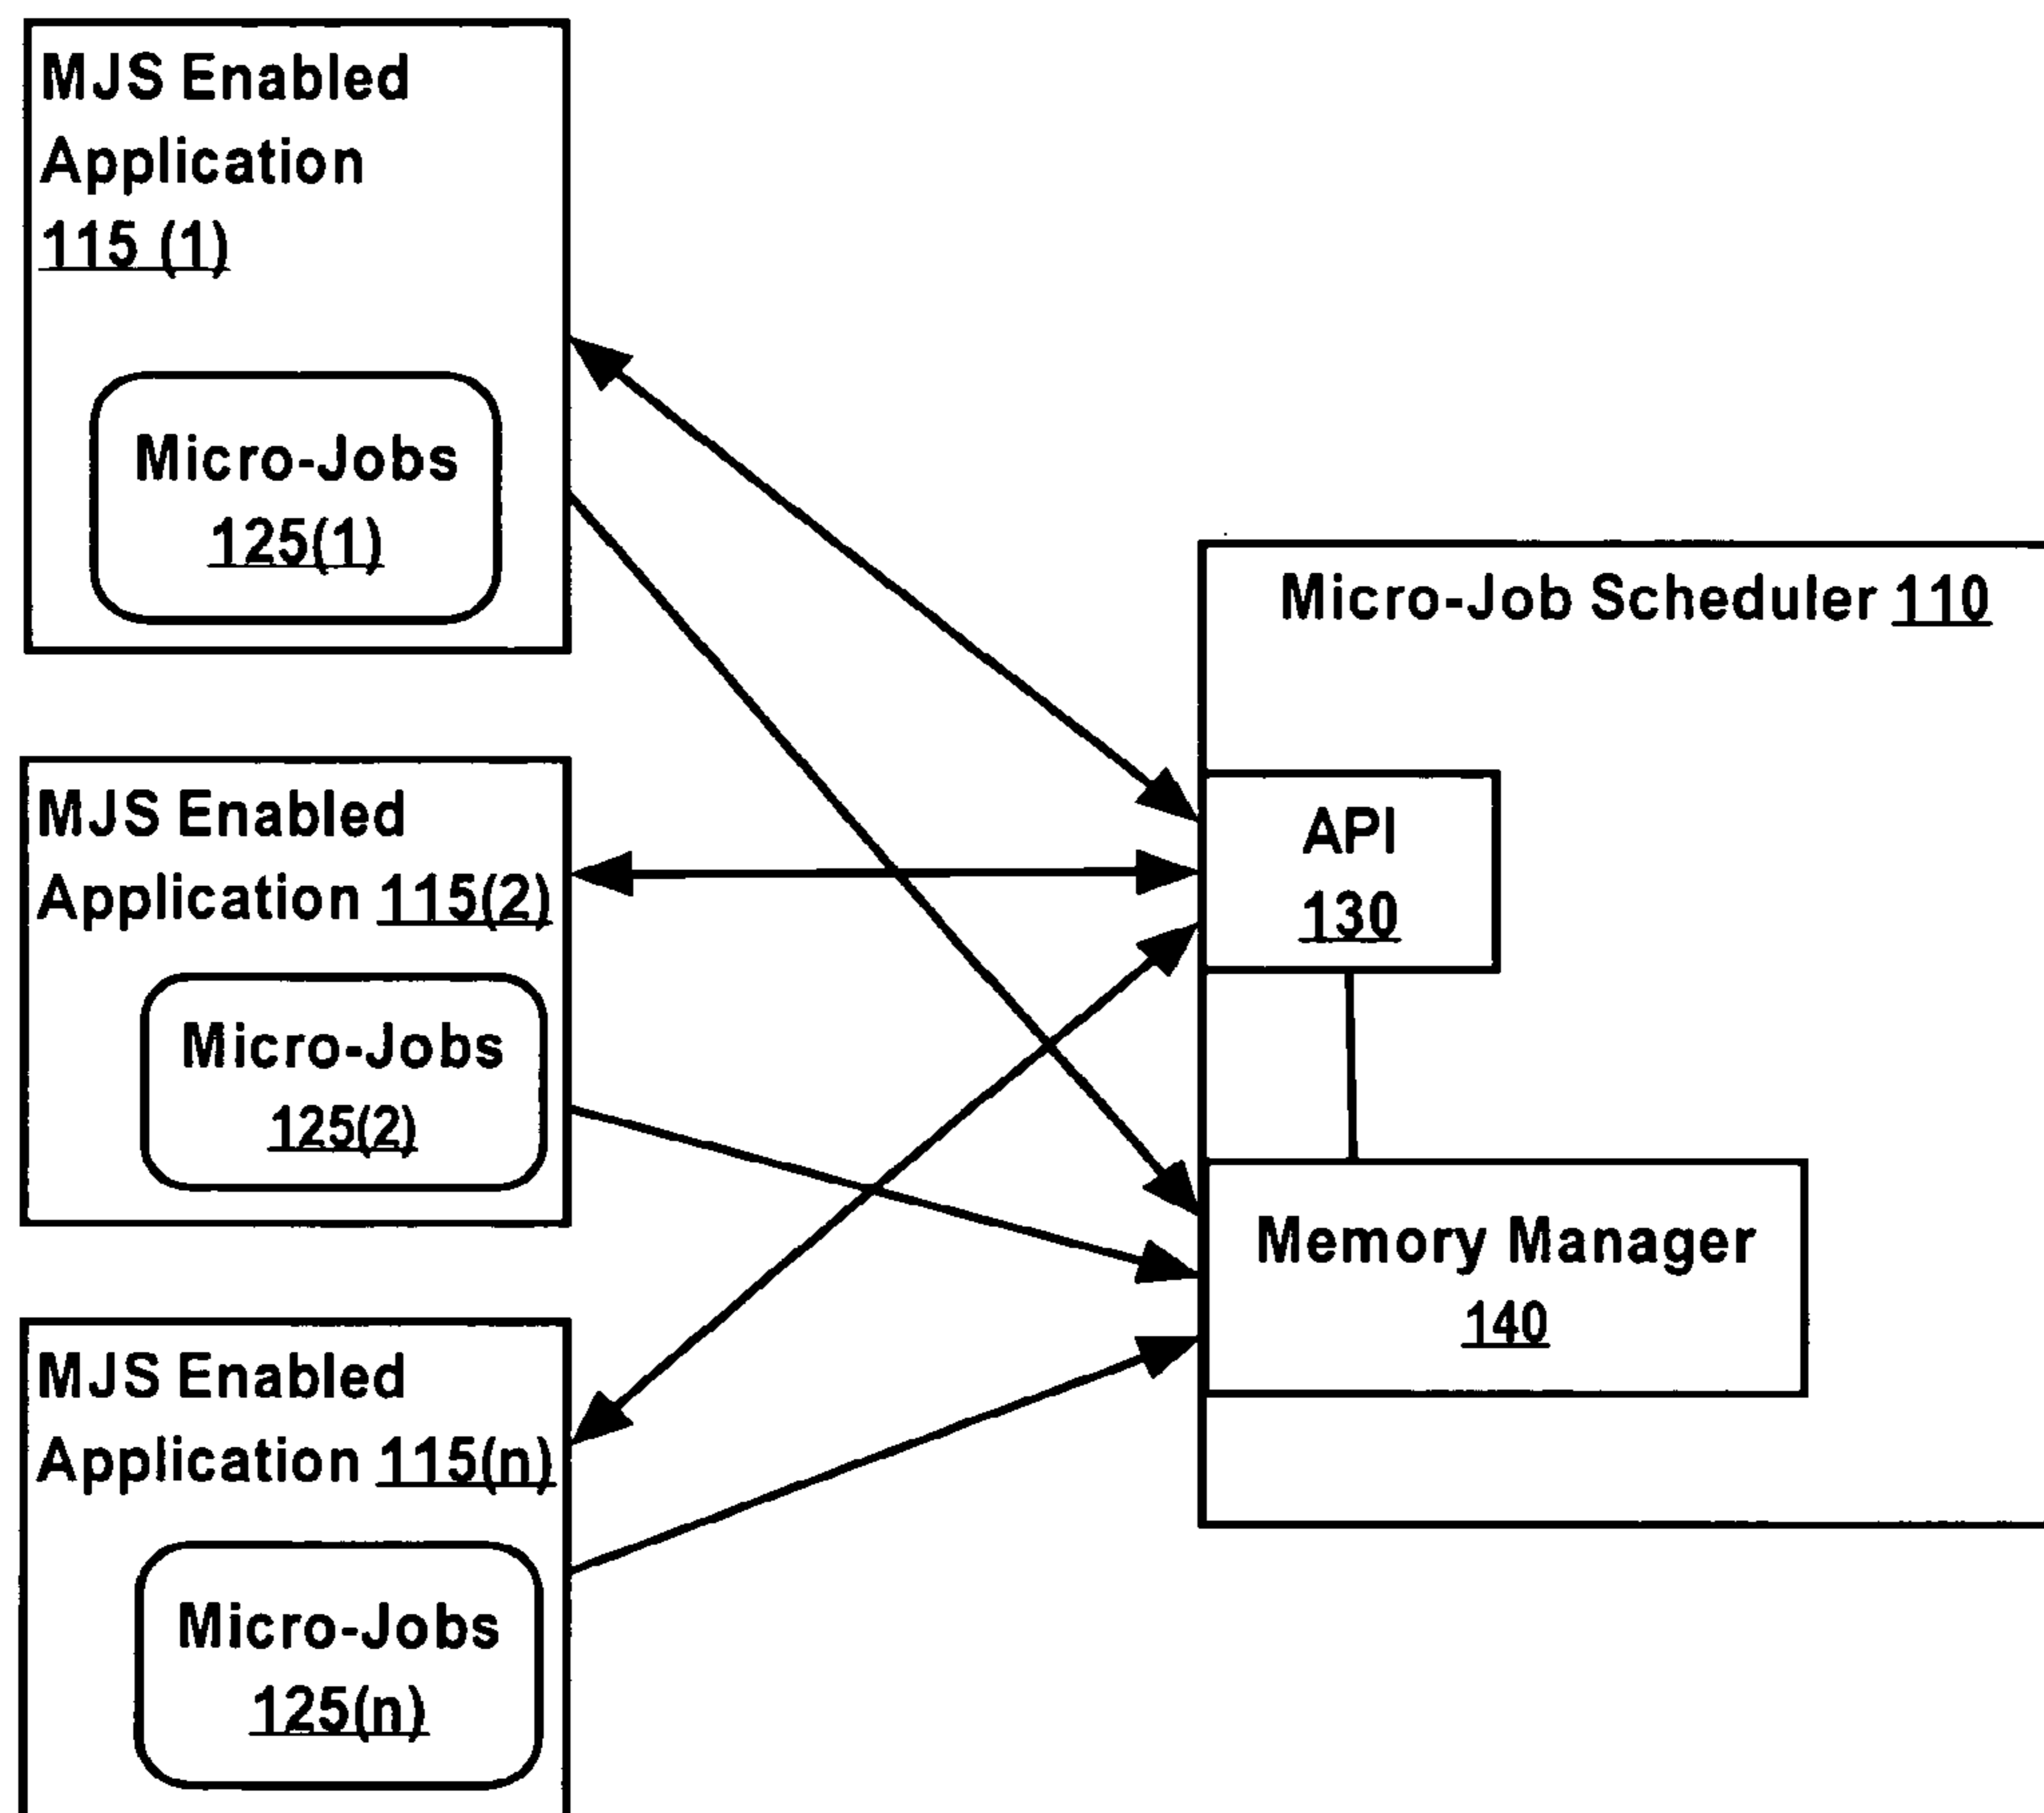 MJS Enabled
Application
115 (1)
Micro-Jobs
125(1)
MJS Enabled
Application 115(2)
Micro-Jobs
125(2)
MJS Enabled
Application 115(n)
Micro-Jobs
125(n)
Micro-Job Scheduler 110
API
130
Memory Manager
140